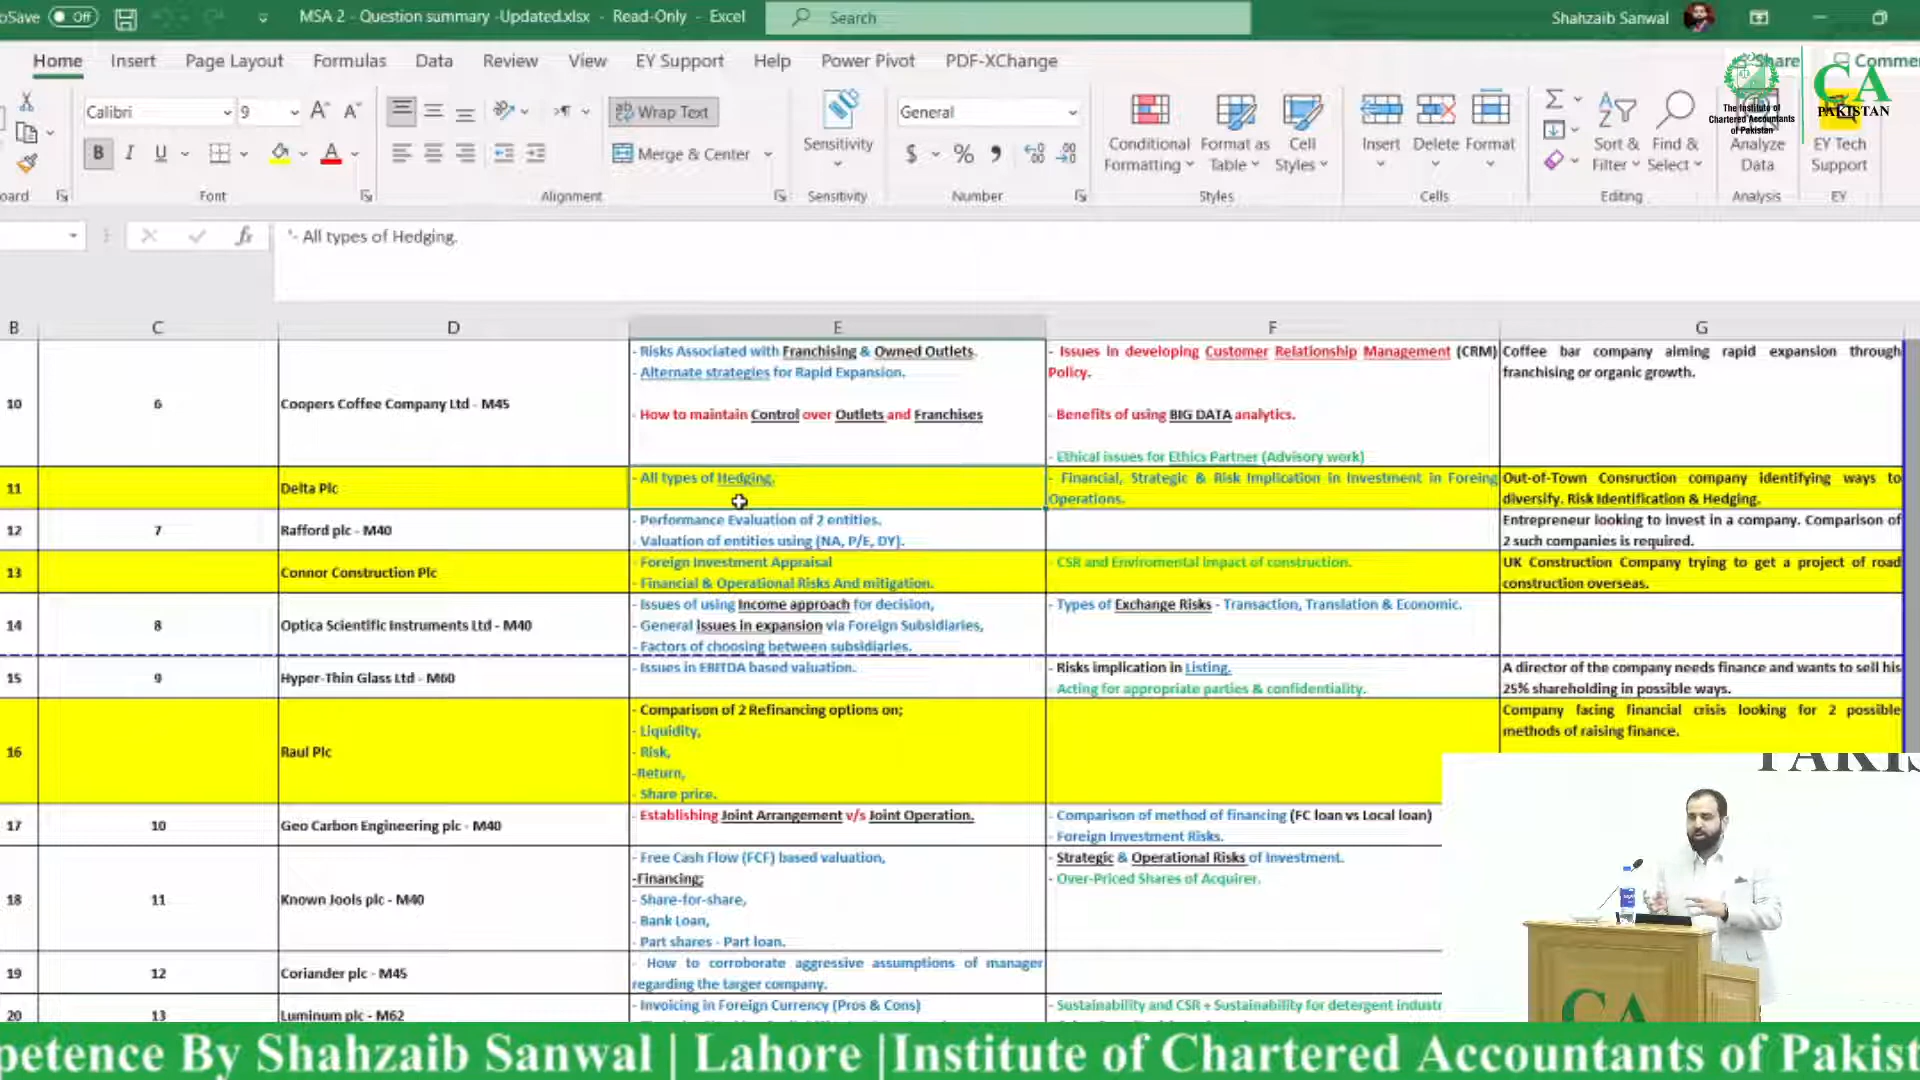 oSave Off MSA 2 - Question summary -Updated.xlsx - Read-Only - Excel Search Shahzaib Sanwal
Home Insert Page Layout Formulas Data Review View EY Support Help Power Pivot PDF-XChange Share Comme
The Institute of
Chartered Accountants
of Pakistan
CA
PAKISTAN
Calibri 9 Wrap Text General
B I U Merge & Center $ % Sensitivity Conditional Formatting Format as Table Cell Styles Insert Delete Format Sort & Filter Find & Select Analyze Data EY Tech Support
oard Font Alignment Sensitivity Number Styles Cells Editing Analysis EY
fx '- All types of Hedging.
B C D E F G
10 6 Coopers Coffee Company Ltd - M45
- Risks Associated with Franchising & Owned Outlets.
- Alternate strategies for Rapid Expansion.
- How to maintain Control over Outlets and Franchises
- Issues in developing Customer Relationship Management (CRM)
Policy.
- Benefits of using BIG DATA analytics.
- Ethical issues for Ethics Partner (Advisory work)
Coffee bar company aiming rapid expansion through
franchising or organic growth.
11 Delta Plc
- All types of Hedging.
- Financial, Strategic & Risk Implication in Investment in Foreing
Operations.
Out-of-Town Consruction company identifying ways to
diversify. Risk Identification & Hedging.
12 7 Rafford plc - M40
- Performance Evaluation of 2 entities.
- Valuation of entities using (NA, P/E, DY).
Entrepreneur looking to invest in a company. Comparison of
2 such companies is required.
13 Connor Construction Plc
- Foreign Investment Appraisal
- Financial & Operational Risks And mitigation.
- CSR and Enviromental Impact of construction.
UK Construction Company trying to get a project of road
construction overseas.
14 8 Optica Scientific Instruments Ltd - M40
- Issues of using Income approach for decision,
- General issues in expansion via Foreign Subsidiaries,
- Factors of choosing between subsidiaries.
- Types of Exchange Risks - Transaction, Translation & Economic.
15 9 Hyper-Thin Glass Ltd - M60
- Issues in EBITDA based valuation.
- Risks implication in Listing.
- Acting for appropriate parties & confidentiality.
A director of the company needs finance and wants to sell his
25% shareholding in possible ways.
16 Raul Plc
- Comparison of 2 Refinancing options on;
- Liquidity,
- Risk,
-Return,
- Share price.
Company facing financial crisis looking for 2 possible
methods of raising finance.
17 10 Geo Carbon Engineering plc - M40
- Establishing Joint Arrangement v/s Joint Operation.
- Comparison of method of financing (FC loan vs Local loan)
- Foreign Investment Risks.
18 11 Known Jools plc - M40
- Free Cash Flow (FCF) based valuation,
-Financing;
- Share-for-share,
- Bank Loan,
- Part shares - Part loan.
- Strategic & Operational Risks of Investment.
- Over-Priced Shares of Acquirer.
19 12 Coriander plc - M45
- How to corroborate aggressive assumptions of manager
regarding the targer company.
20 13 Luminum plc - M62
- Invoicing in Foreign Currency (Pros & Cons)
- Sustainability and CSR + Sustainability for detergent industr
CA
petence By Shahzaib Sanwal | Lahore |Institute of Chartered Accountants of Pakist